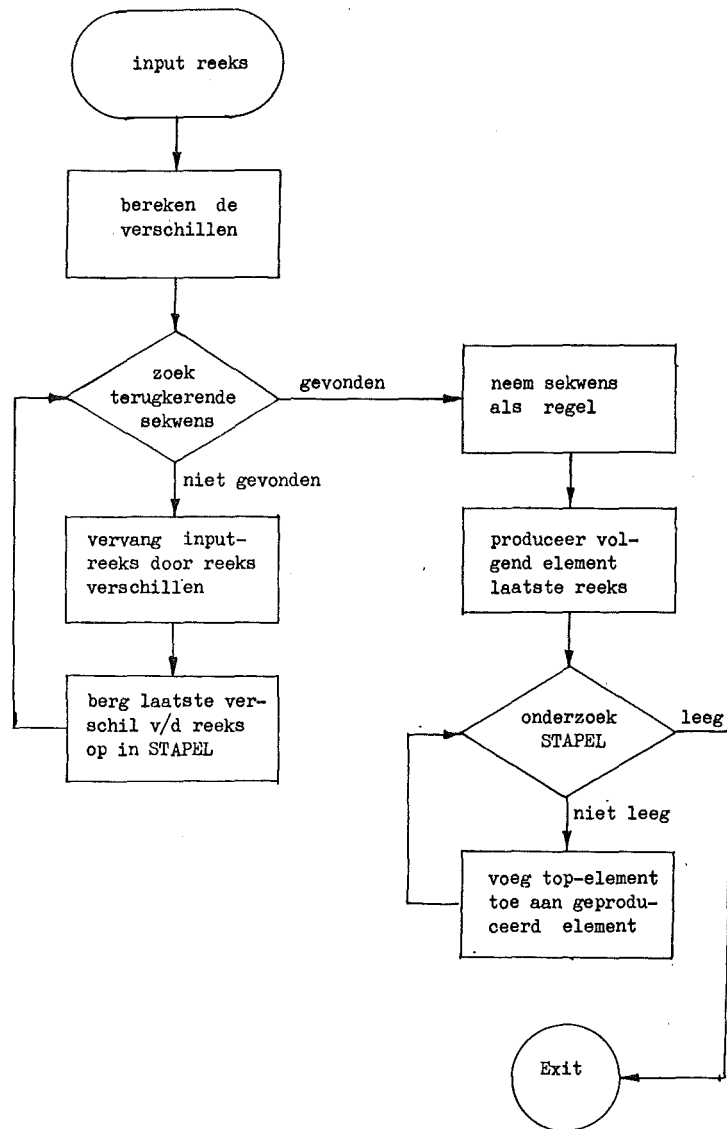 input reeks
bereken de
verschillen
zoek
terugkerende
sekwens
gevonden
niet gevonden
vervang input-
reeks door reeks
verschillen
berg laatste ver-
schil v/d reeks
op in STAPEL
neem sekwens
als regel
produceer vol-
gend element
laatste reeks
onderzoek
STAPEL
leeg
niet leeg
voeg top-element
toe aan geprodu-
ceerd element
Exit